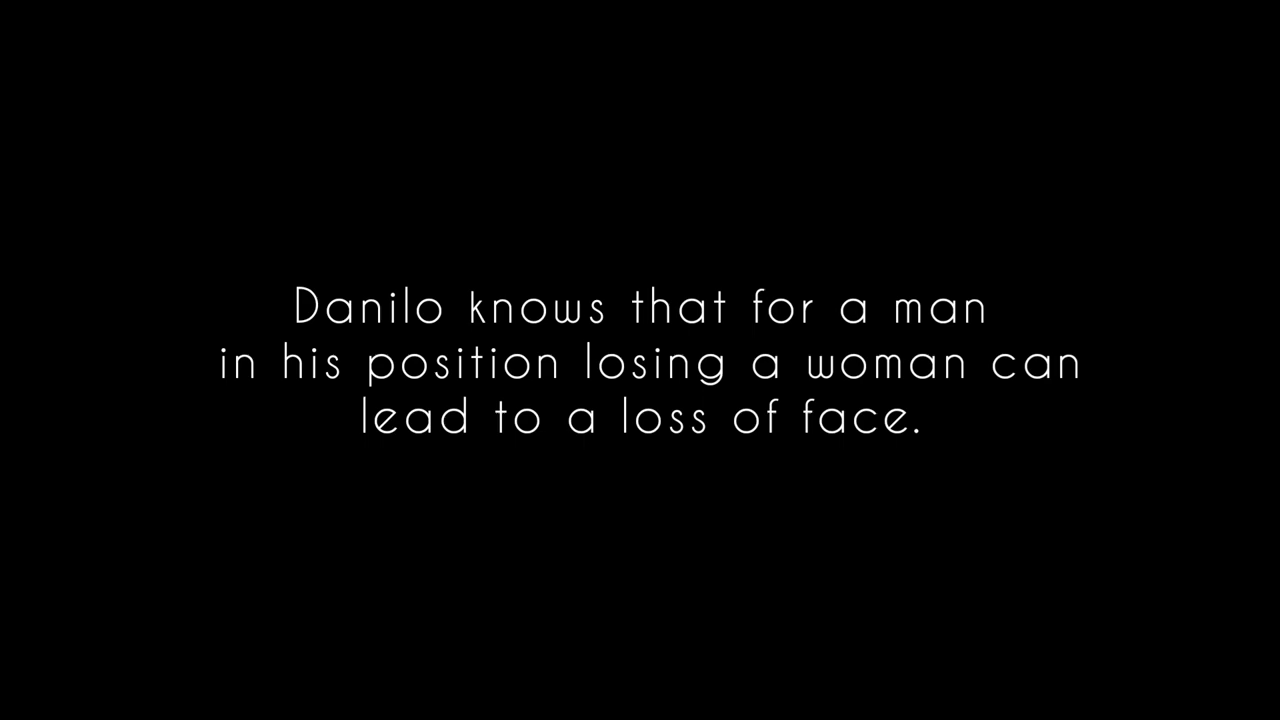 Danilo knows that for a man
in his position losing a woman can
lead to a loss of face.